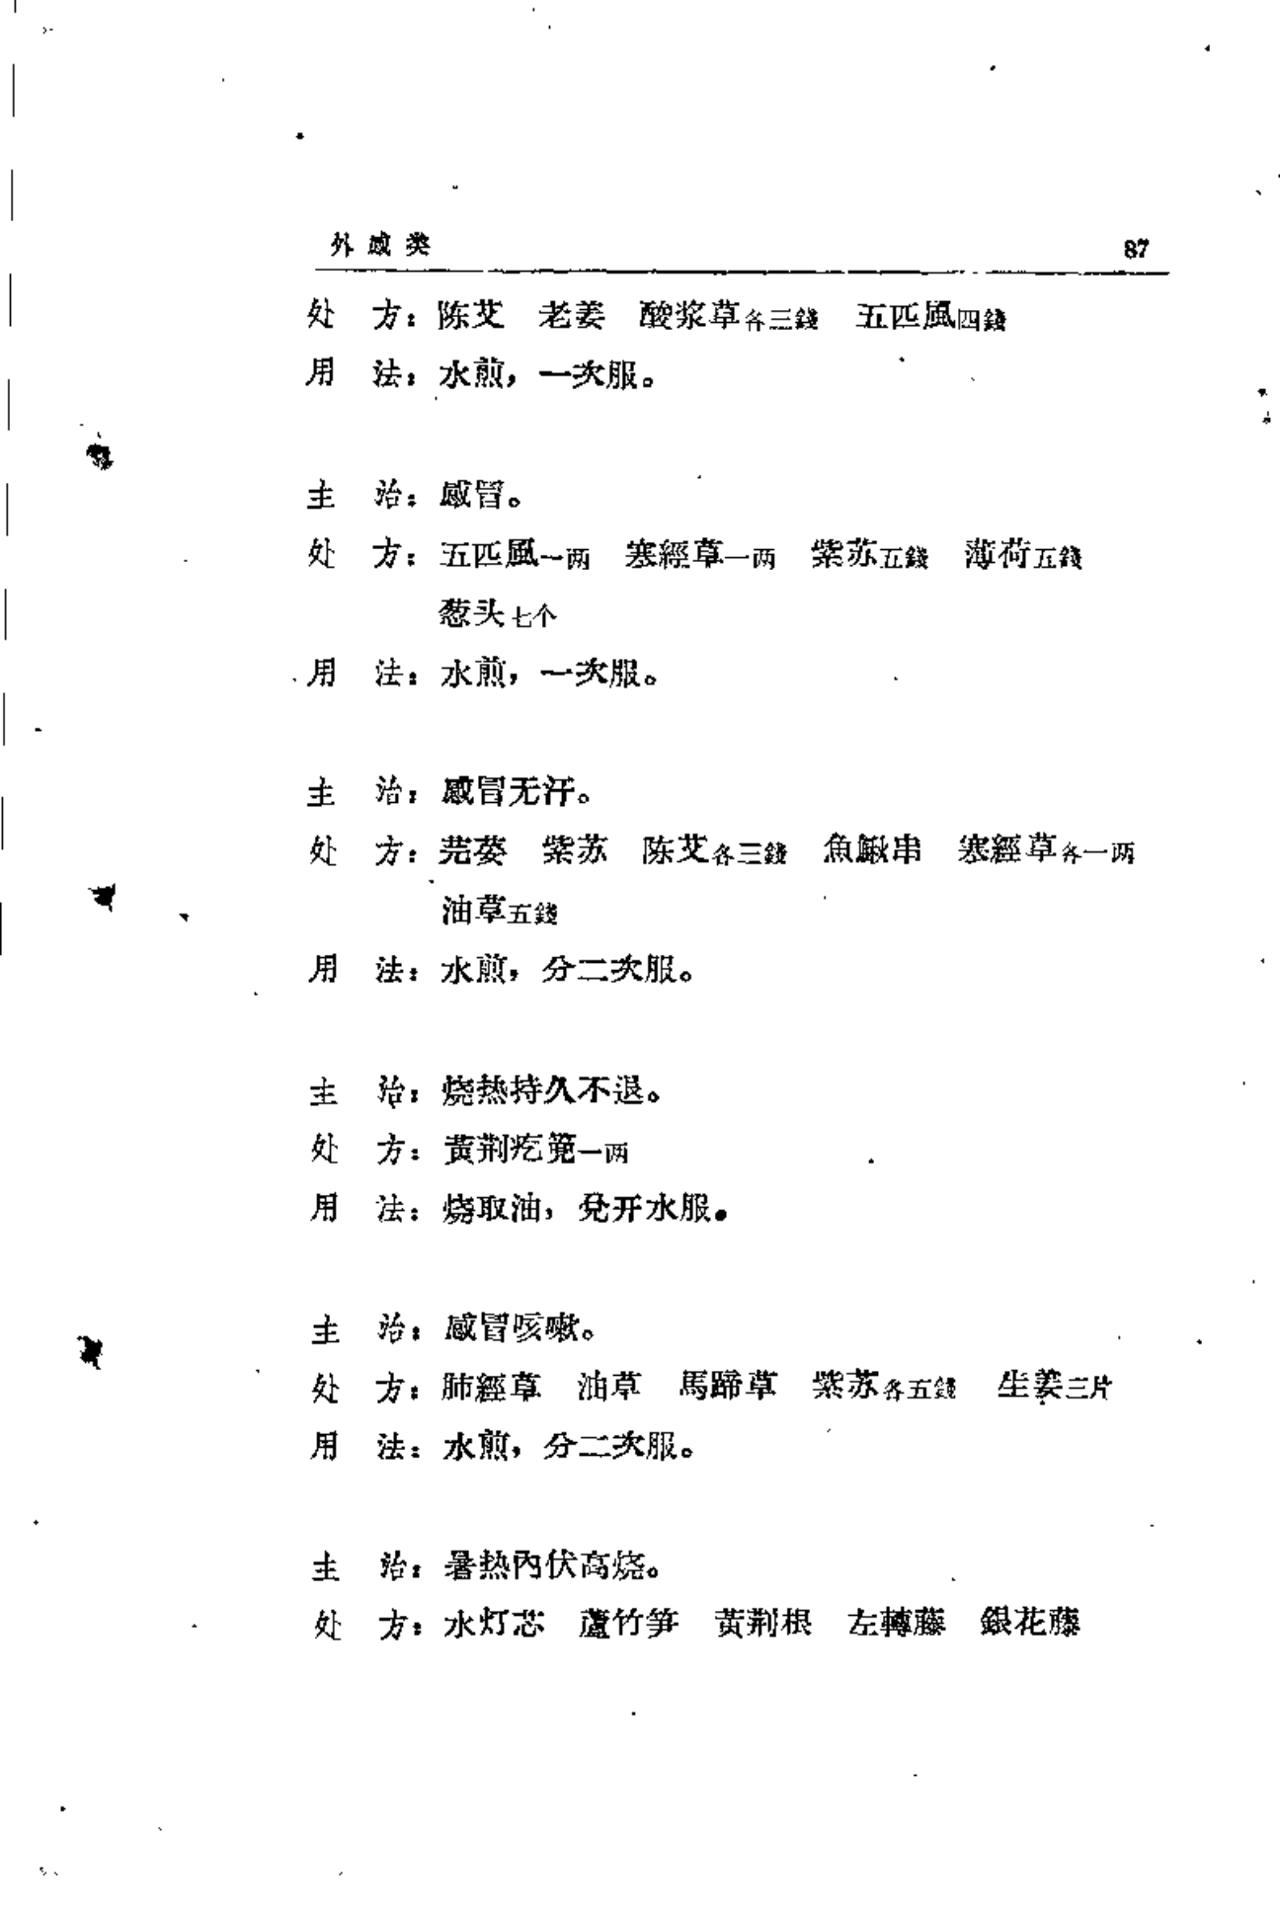 外感类 87
处　方：陈艾　老姜　酸浆草各三錢　五匹風四錢
用　法：水煎，一次服。
主　治：感冒。
处　方：五匹風一两　寒經草一两　紫苏五錢　薄荷五錢
葱头七个
用　法：水煎，一次服。
主　治：感冒无汗。
处　方：芫荽　紫苏　陈艾各三錢　魚鰍串　寒經草各一两
油草五錢
用　法：水煎，分二次服。
主　治：烧热持久不退。
处　方：黄荆疙篼一两
用　法：烧取油，兑开水服。
主　治：感冒咳嗽。
处　方：肺經草　油草　馬蹄草　紫苏各五錢　生姜三片
用　法：水煎，分二次服。
主　治：暑热内伏高烧。
处　方：水灯芯　蘆竹笋　黄荆根　左轉藤　銀花藤